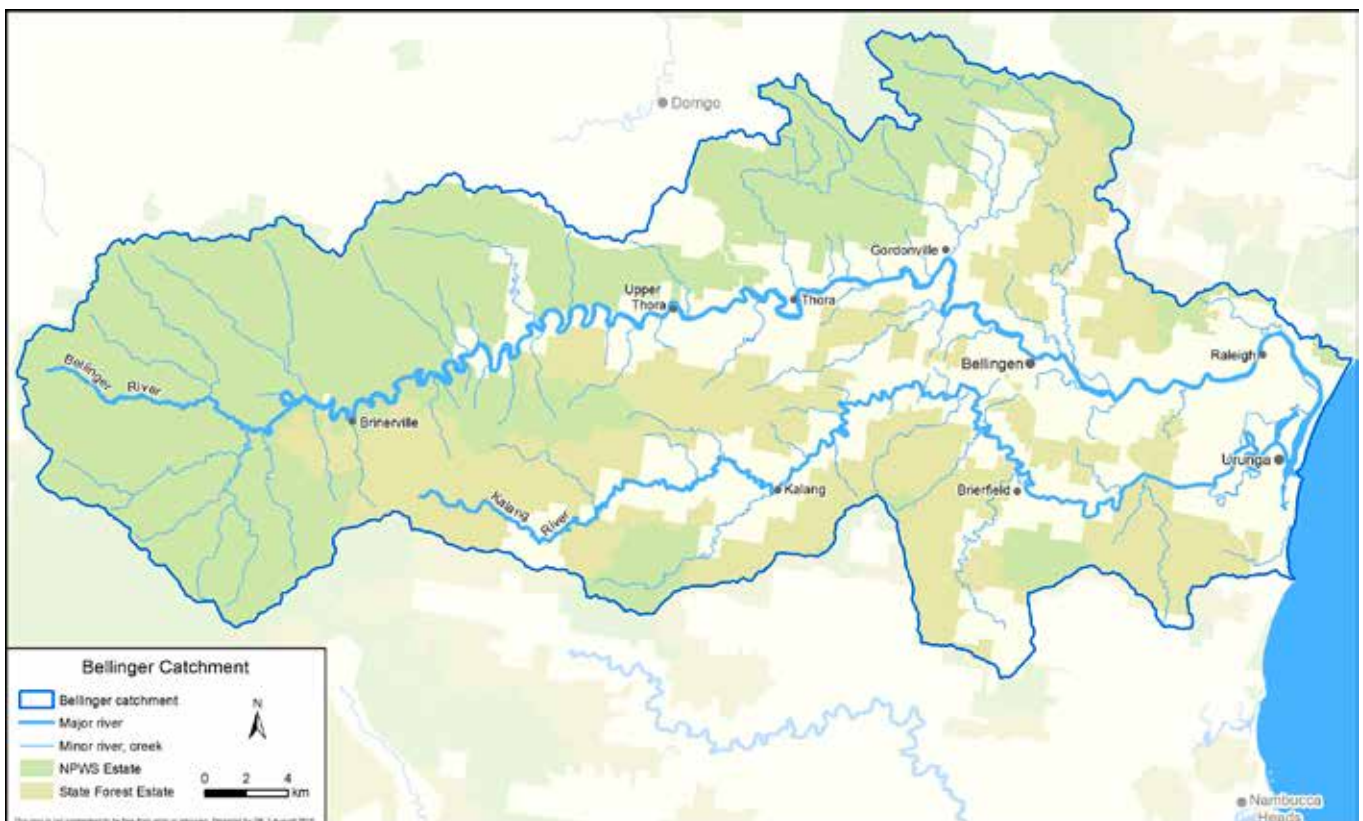 Dorrigo
Gordonville
Upper
Thora
Thora
Bellinger River
Bellingen
Raleigh
Brinerville
Urunga
Kalang
Kalang River
Brierfield
Bellinger Catchment
Bellinger catchment
Major river
Minor river, creek
NPWS Estate
State Forest Estate
N
0 2 4
km
Nambucca
Heads